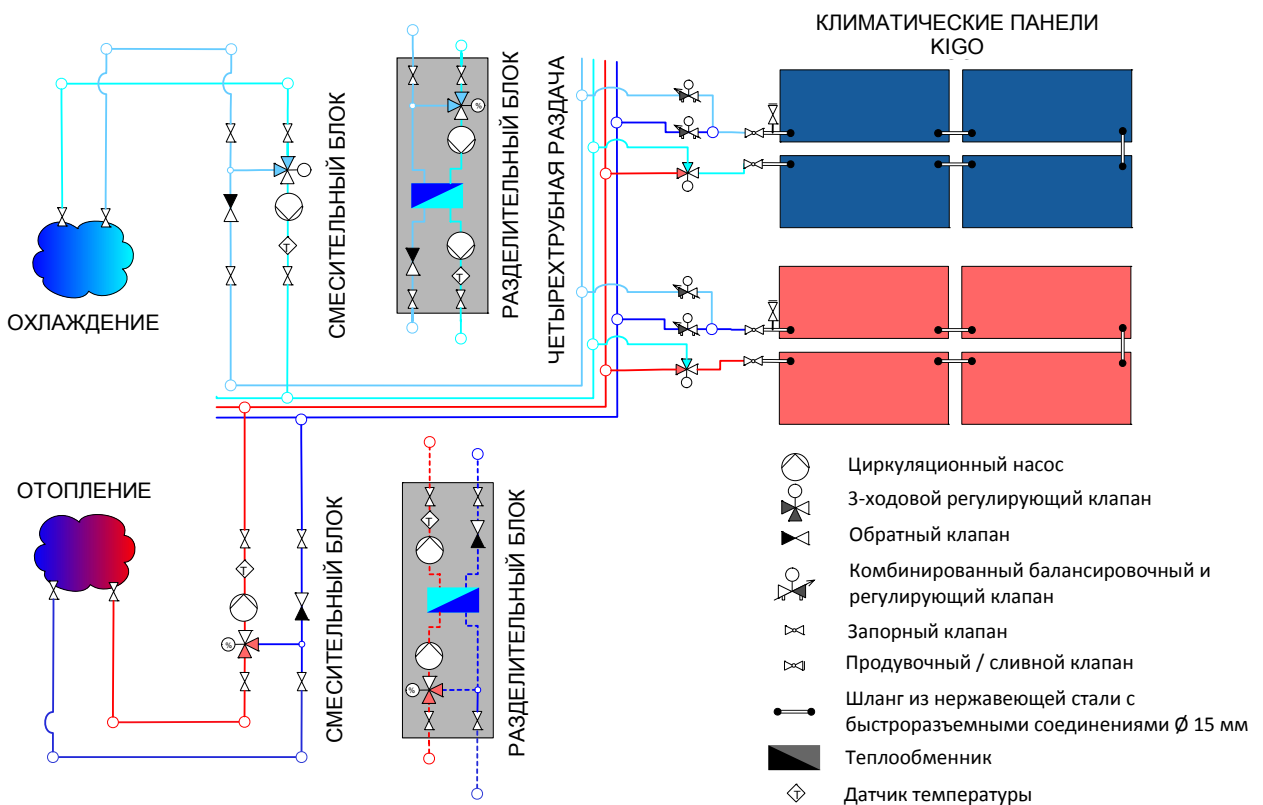 КЛИМАТИЧЕСКИЕ ПАНЕЛИ
KIGO
ОХЛАЖДЕНИЕ
СМЕСИТЕЛЬНЫЙ БЛОК
РАЗДЕЛИТЕЛЬНЫЙ БЛОК
ЧЕТЫРЕХТРУБНАЯ РАЗДАЧА
%
T
T
ОТОПЛЕНИЕ
СМЕСИТЕЛЬНЫЙ БЛОК
РАЗДЕЛИТЕЛЬНЫЙ БЛОК
T
%
T
%
Циркуляционный насос
3-ходовой регулирующий клапан
Обратный клапан
Комбинированный балансировочный и
регулирующий клапан
Запорный клапан
Продувочный / сливной клапан
Шланг из нержавеющей стали с
быстроразъемными соединениями Ø 15 мм
Теплообменник
T
Датчик температуры